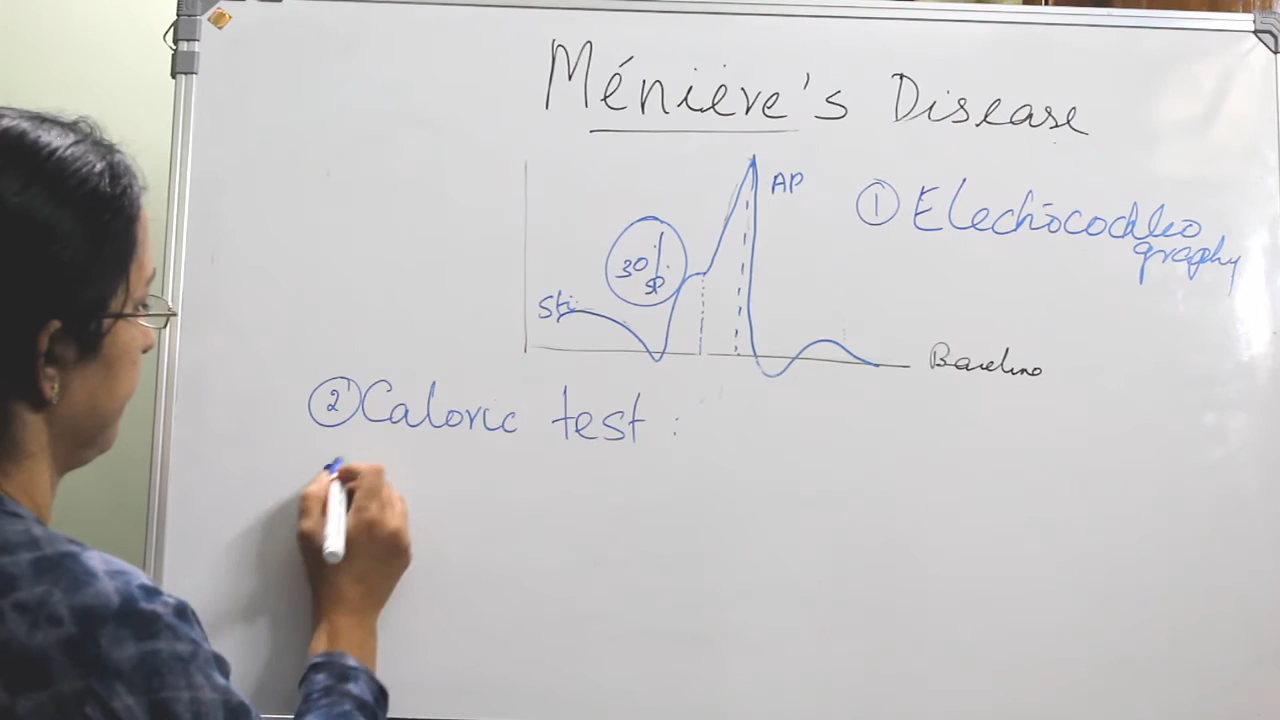 Ménière's Disease
AP
① Electrocochleo
graphy
30%
SP
Sti
Baseline
② Caloric test :